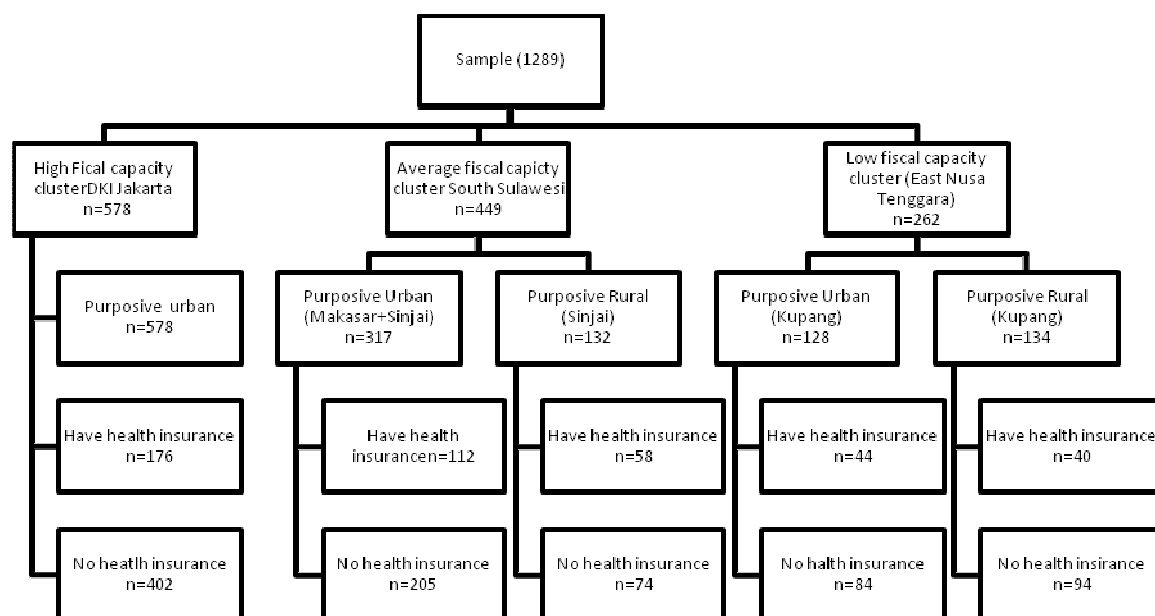 Sample (1289)
High Fical capacity
clusterDKI Jakarta
n=578
Average fiscal capicty
cluster South Sulawesi
n=449
Low fiscal capacity
cluster (East Nusa
Tenggara)
n=262
Purposive urban
n=578
Purposive Urban
(Makasar+Sinjai)
n=317
Purposive Rural
(Sinjai)
n=132
Purposive Urban
(Kupang)
n=128
Purposive Rural
(Kupang)
n=134
Have health insurance
n=176
Have health
insurancen=112
Have health insurance
n=58
Have health insurance
n=44
Have health insurance
n=40
No heatlh insurance
n=402
No health insurance
n=205
No health insurance
n=74
No halth insurance
n=84
No health insirance
n=94